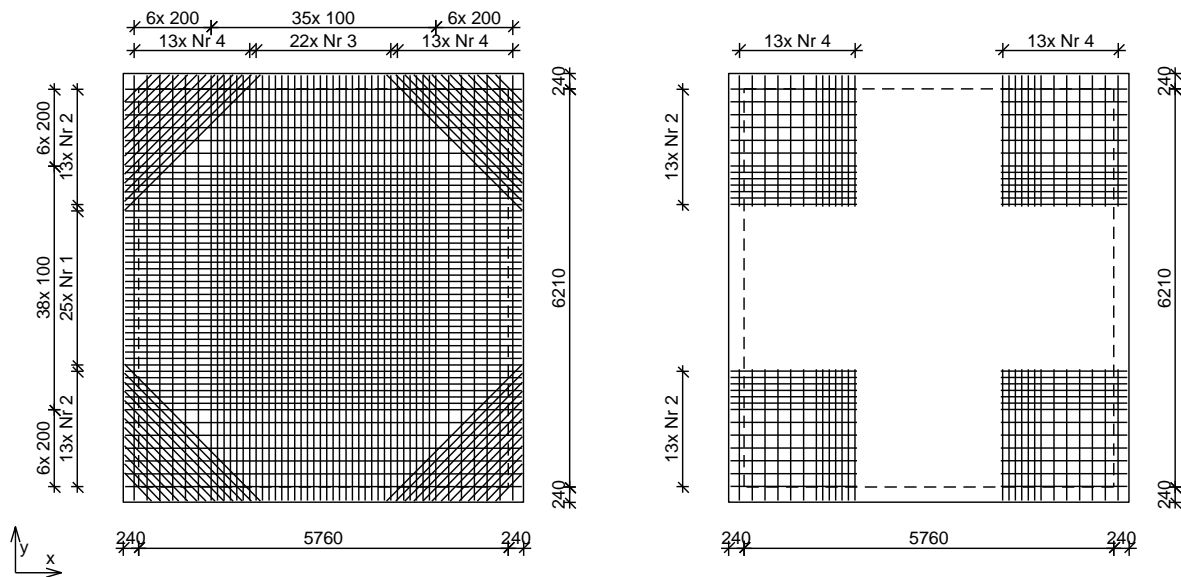 6x 200 35x 100 6x 200
13x Nr 4 22x Nr 3 13x Nr 4
6x 200
13x Nr 2
38x 100
25x Nr 1
6x 200
13x Nr 2
240
6210
240
240 5760 240
y
x
13x Nr 4 13x Nr 4
13x Nr 2
13x Nr 2
240
6210
240
240 5760 240